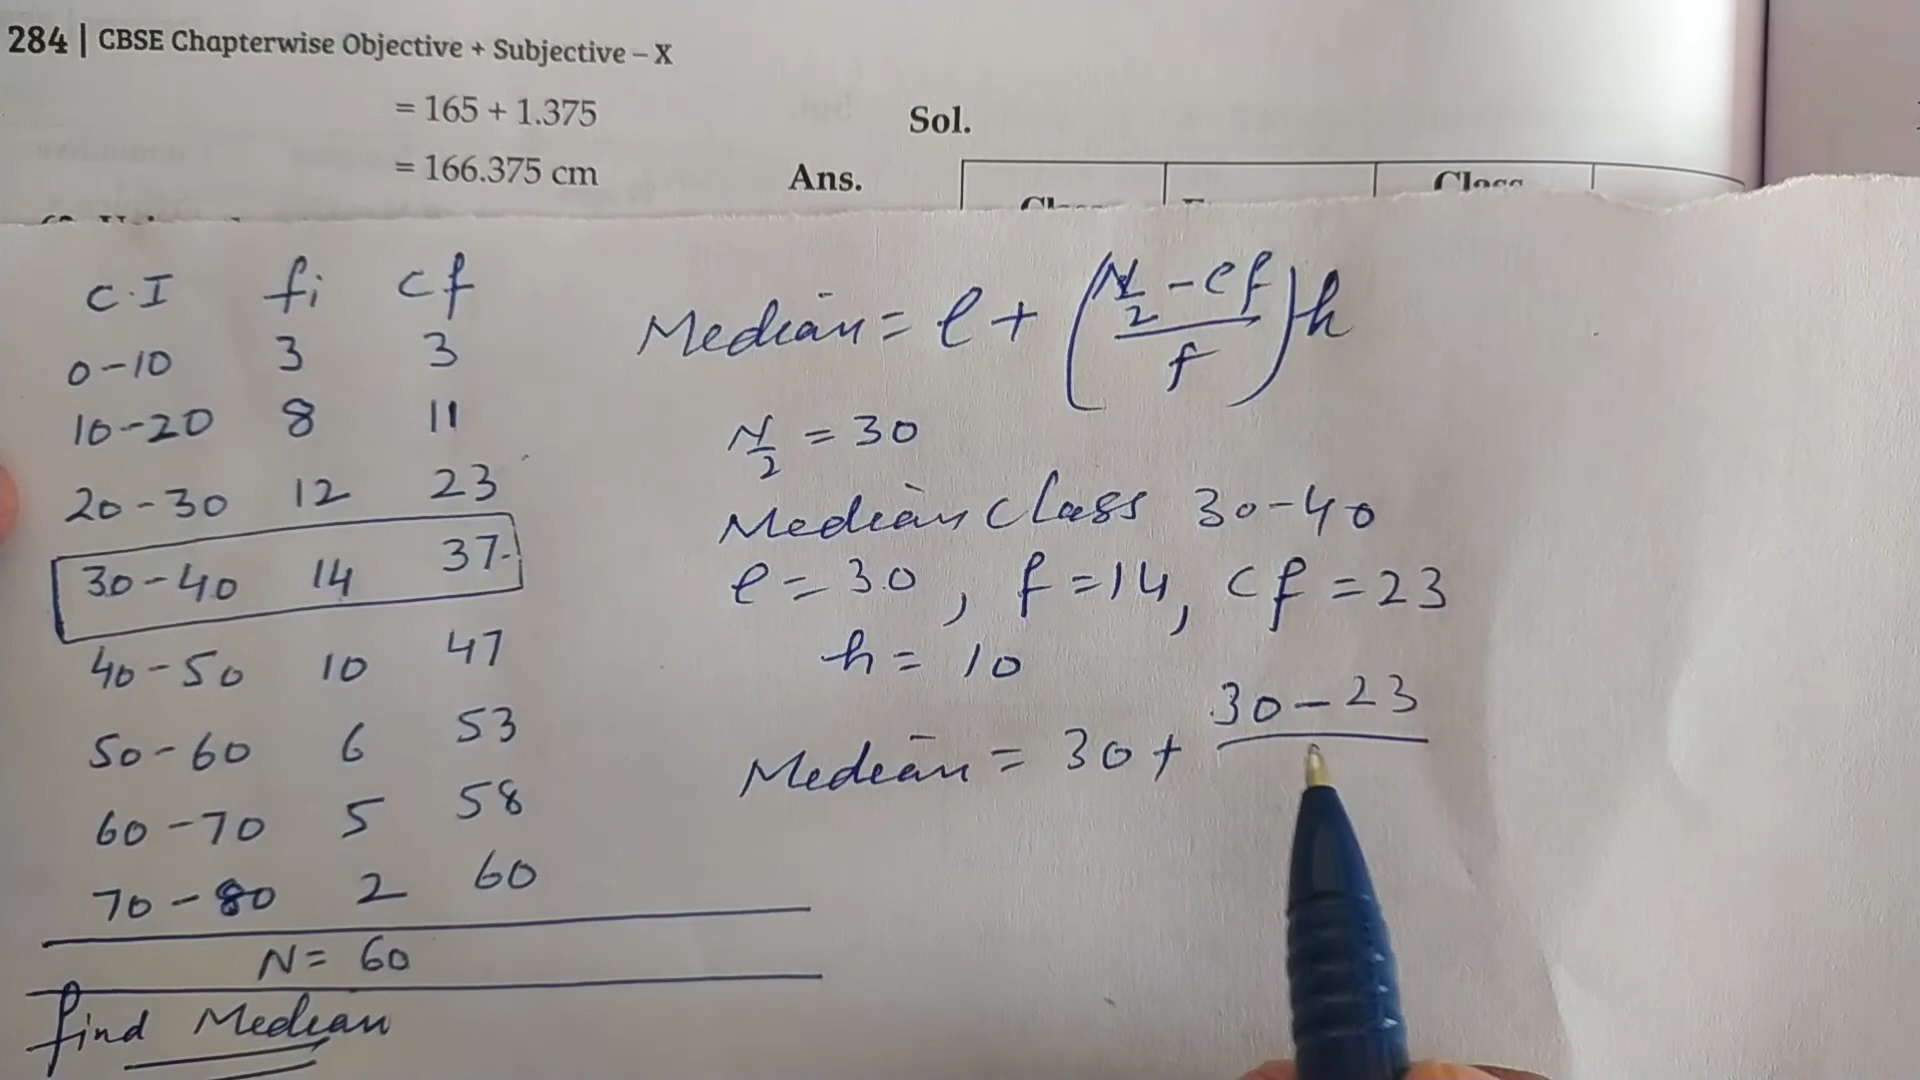 284 | CBSE Chapterwise Objective + Subjective – X
= 165 + 1.375
= 166.375 cm Ans.
Sol.
Class
C.I fi cf
0-10 3 3
10-20 8 11
20-30 12 23
30-40 14 37
40-50 10 47
50-60 6 53
60-70 5 58
70-80 2 60
N= 60
find Median
Median = l + (N/2 - cf / f) h
N/2 = 30
Median class 30-40
l = 30, f = 14, cf = 23
h = 10
Median = 30 + 30-23